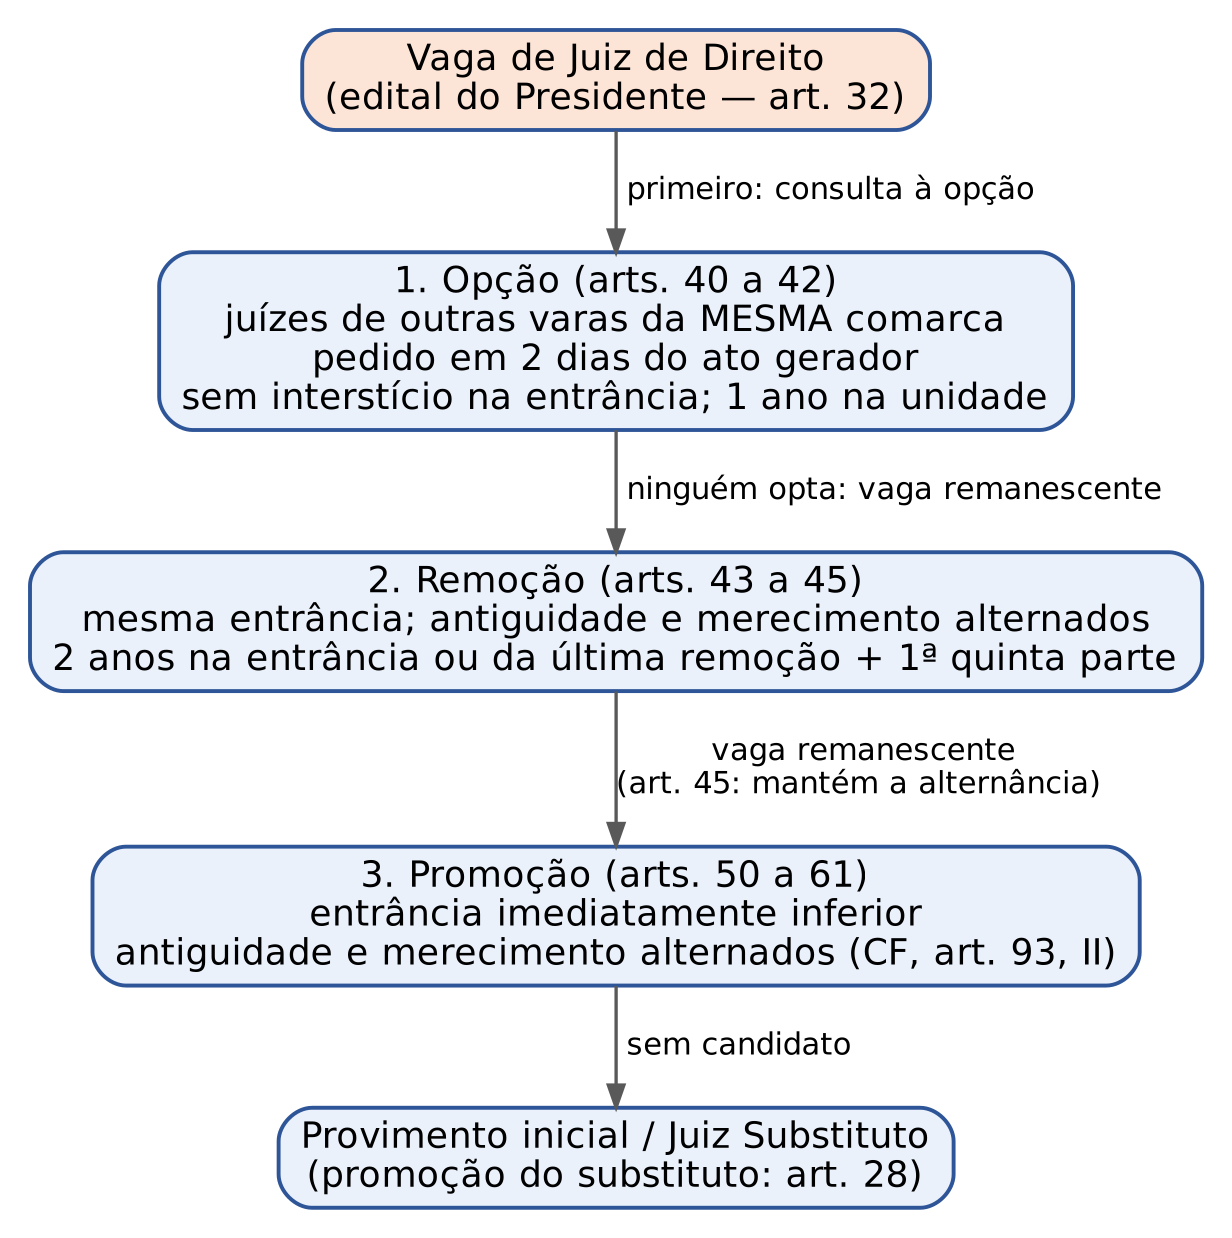 Vaga de Juiz de Direito
(edital do Presidente — art. 32)
primeiro: consulta à opção
1. Opção (arts. 40 a 42)
juízes de outras varas da MESMA comarca
pedido em 2 dias do ato gerador
sem interstício na entrância; 1 ano na unidade
ninguém opta: vaga remanescente
2. Remoção (arts. 43 a 45)
mesma entrância; antiguidade e merecimento alternados
2 anos na entrância ou da última remoção + 1ª quinta parte
vaga remanescente
(art. 45: mantém a alternância)
3. Promoção (arts. 50 a 61)
entrância imediatamente inferior
antiguidade e merecimento alternados (CF, art. 93, II)
sem candidato
Provimento inicial / Juiz Substituto
(promoção do substituto: art. 28)